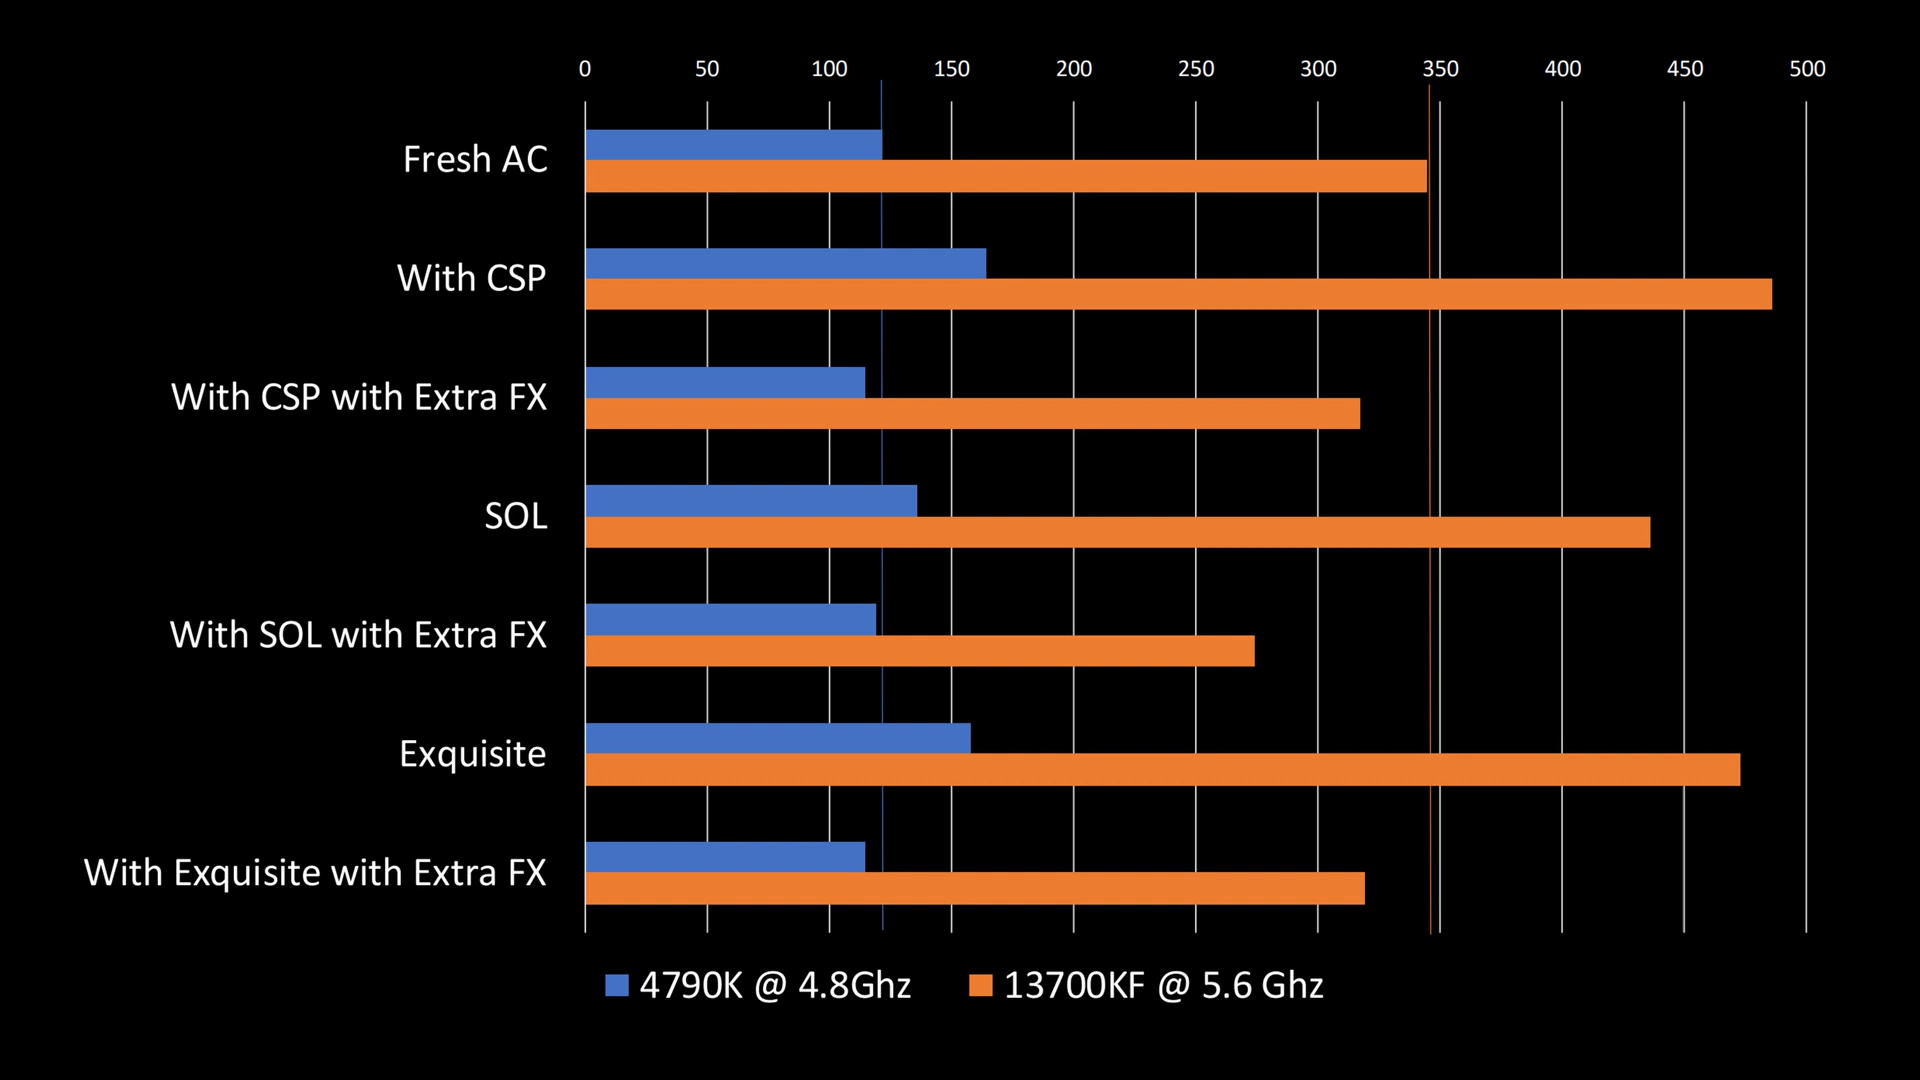 0 50 100 150 200 250 300 350 400 450 500
Fresh AC
With CSP
With CSP with Extra FX
SOL
With SOL with Extra FX
Exquisite
With Exquisite with Extra FX
4790K @ 4.8Ghz 13700KF @ 5.6 Ghz